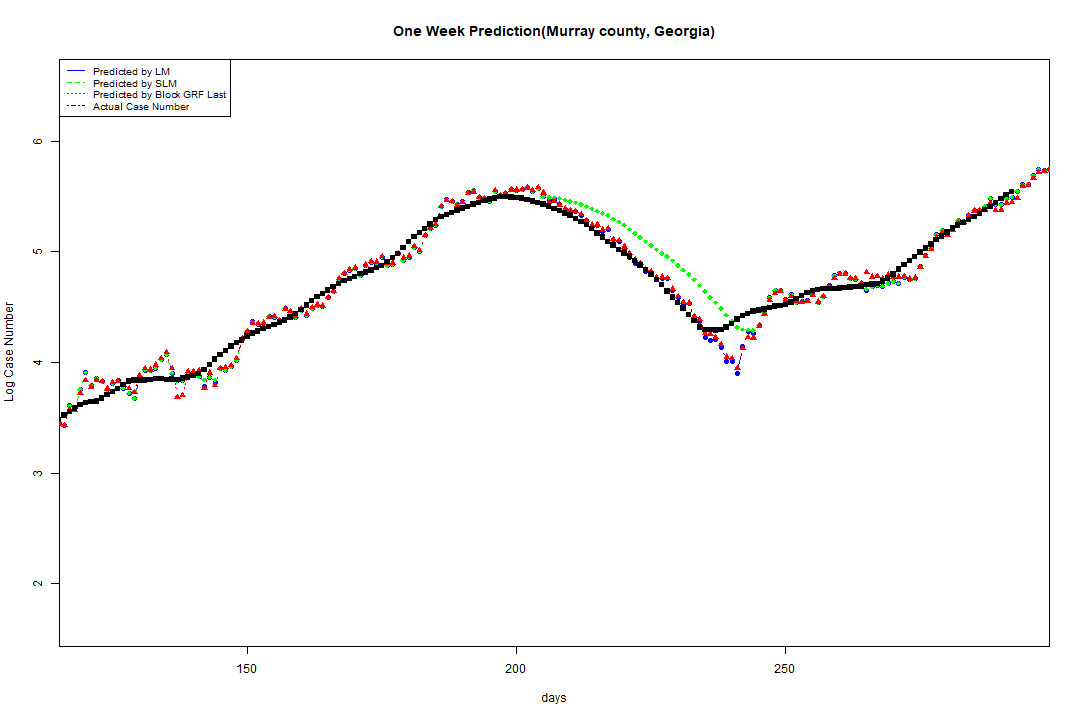 One Week Prediction(Murray county, Georgia)
Predicted by LM
Predicted by SLM
Predicted by Block GRF Last
Actual Case Number
6
5
4
3
2
Log Case Number
150
200
250
days